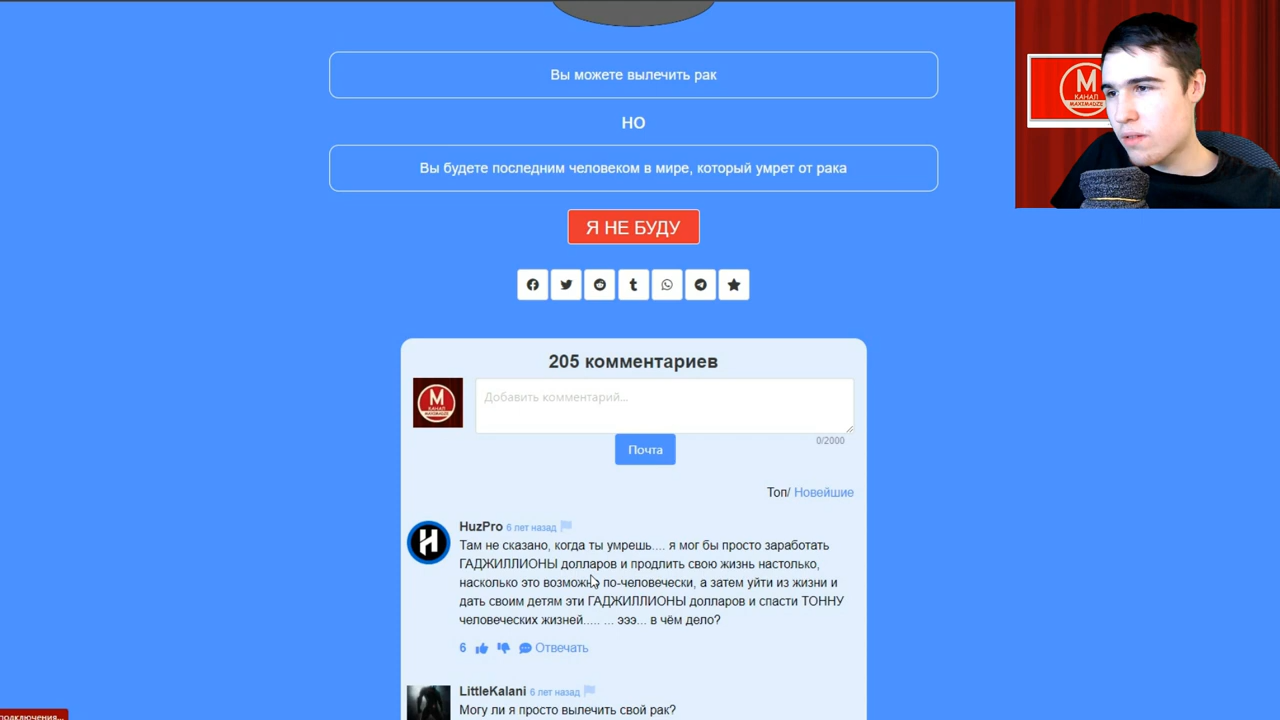 Вы можете вылечить рак
НО
Вы будете последним человеком в мире, который умрет от рака
Я НЕ БУДУ
205 комментариев
Добавить комментарий...
0/2000
Почта
Топ/ Новейшие
HuzPro 6 лет назад
Там не сказано, когда ты умрешь.... я мог бы просто заработать
ГАДЖИЛЛИОНЫ долларов и продлить свою жизнь настолько,
насколько это возможно по-человечески, а затем уйти из жизни и
дать своим детям эти ГАДЖИЛЛИОНЫ долларов и спасти ТОННУ
человеческих жизней..... ... эээ... в чём дело?
6 Отвечать
LittleKalani 6 лет назад
Могу ли я просто вылечить свой рак?
М
КАНАЛ
MAXIMADZE
М
КАНАЛ
MAXIMADZE